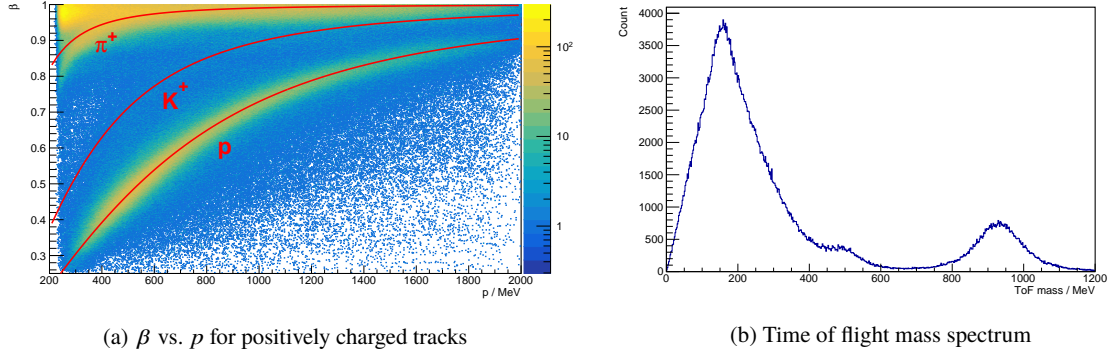 β
1
0.9
0.8
0.7
0.6
0.5
0.4
0.3
π+
K+
p
200 400 600 800 1000 1200 1400 1600 1800 2000
p / MeV
10²
10
1
(a) β vs. p for positively charged tracks
Count
4000
3500
3000
2500
2000
1500
1000
500
0
0 200 400 600 800 1000 1200
ToF mass / MeV
(b) Time of flight mass spectrum